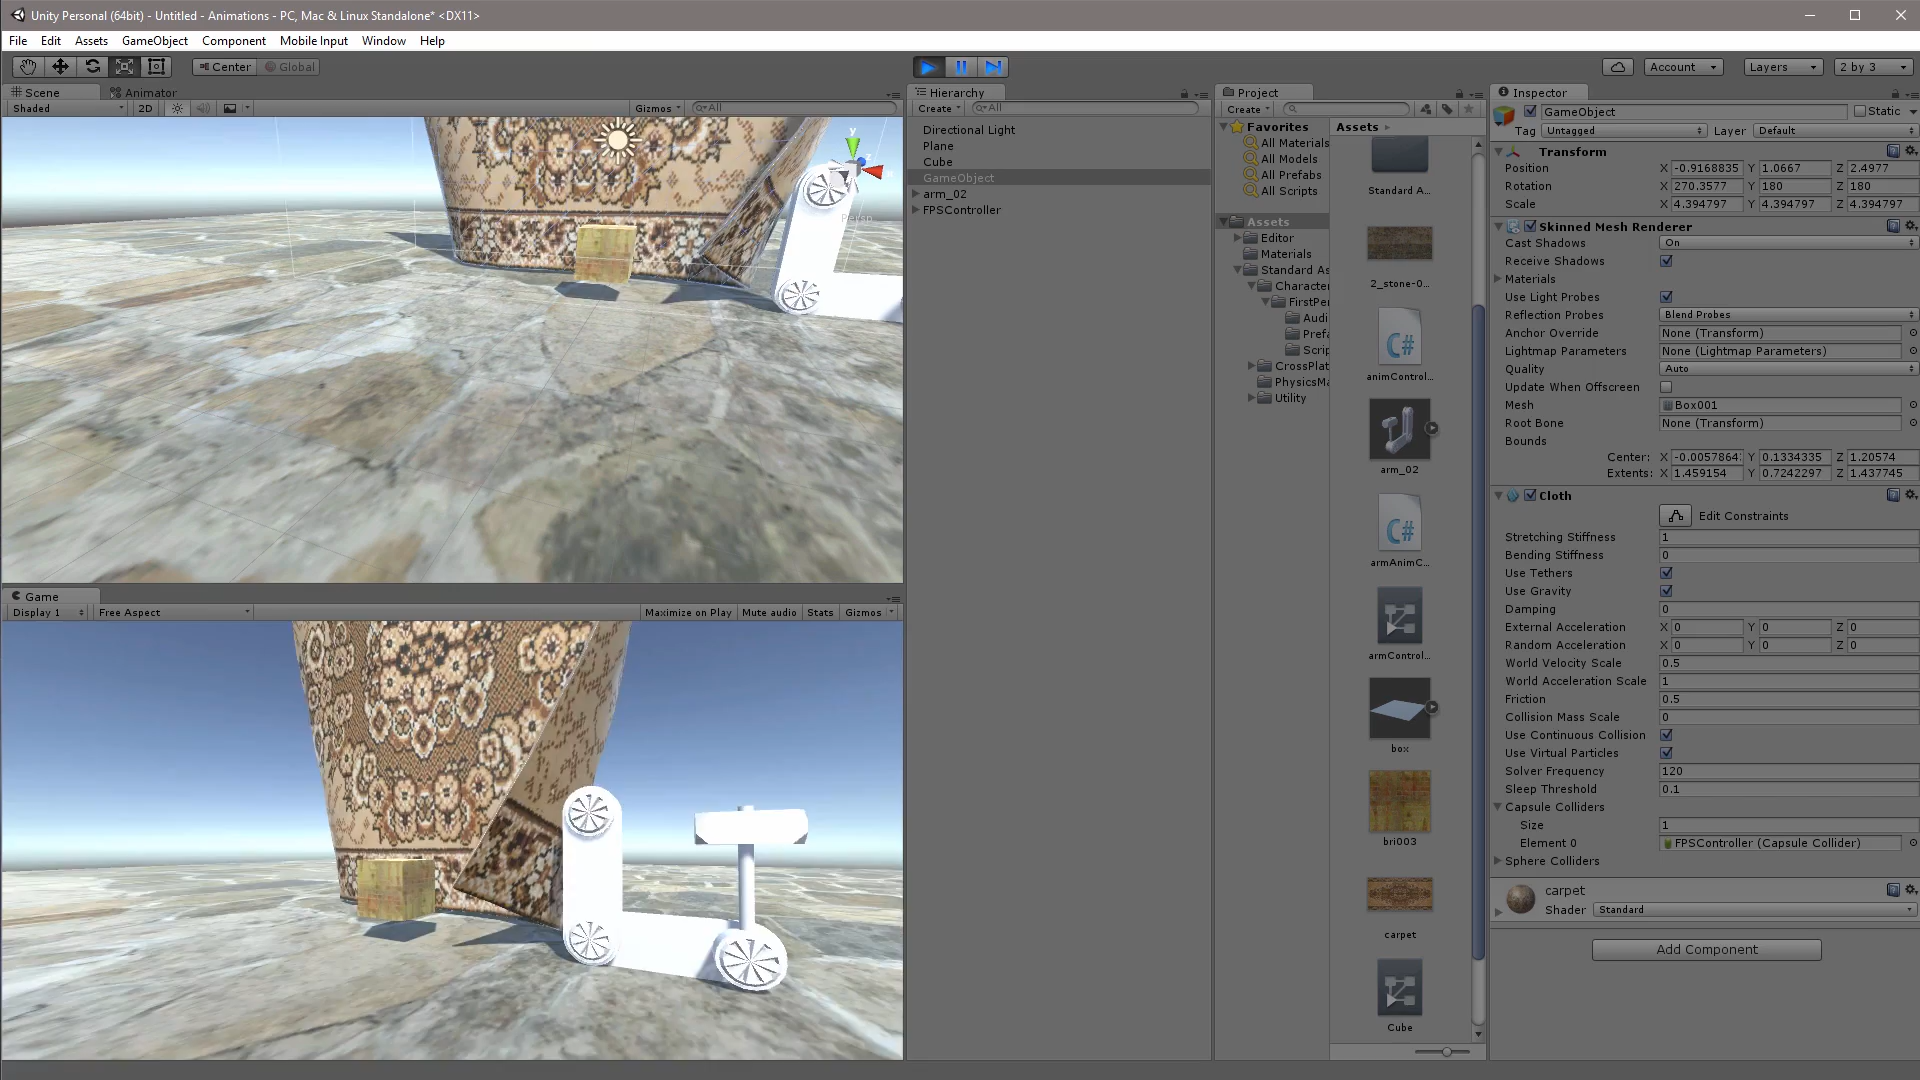 Unity Personal (64bit) - Untitled - Animations - PC, Mac & Linux Standalone* <DX11>
File Edit Assets GameObject Component Mobile Input Window Help
Center Global
Account Layers 2 by 3
Scene Animator
Shaded 2D Gizmos All
Persp
y
Game
Display 1 Free Aspect Maximize on Play Mute audio Stats Gizmos
Hierarchy
Create All
Directional Light
Plane
Cube
GameObject
arm_02
FPSController
Project
Create
Favorites
All Materials
All Models
All Prefabs
All Scripts
Assets
Editor
Materials
Standard As
Character
FirstPer
Audi
Prefa
Scrip
CrossPlat
PhysicsMa
Utility
Assets
Standard A...
2_stone-0...
C#
animControl...
arm_02
C#
armAnimC...
armControl...
box
bri003
carpet
Cube
Inspector
GameObject Static
Tag Untagged Layer Default
Transform
Position X -0.9168835 Y 1.0667 Z 2.4977
Rotation X 270.3577 Y 180 Z 180
Scale X 4.394797 Y 4.394797 Z 4.394797
Skinned Mesh Renderer
Cast Shadows On
Receive Shadows
Materials
Use Light Probes
Reflection Probes Blend Probes
Anchor Override None (Transform)
Lightmap Parameters None (Lightmap Parameters)
Quality Auto
Update When Offscreen
Mesh Box001
Root Bone None (Transform)
Bounds
Center: X -0.0057864 Y 0.1334335 Z 1.20574
Extents: X 1.459154 Y 0.7242297 Z 1.437745
Cloth
Edit Constraints
Stretching Stiffness 1
Bending Stiffness 0
Use Tethers
Use Gravity
Damping 0
External Acceleration X 0 Y 0 Z 0
Random Acceleration X 0 Y 0 Z 0
World Velocity Scale 0.5
World Acceleration Scale 1
Friction 0.5
Collision Mass Scale 0
Use Continuous Collision
Use Virtual Particles
Solver Frequency 120
Sleep Threshold 0.1
Capsule Colliders
Size 1
Element 0 FPSController (Capsule Collider)
Sphere Colliders
carpet
Shader Standard
Add Component